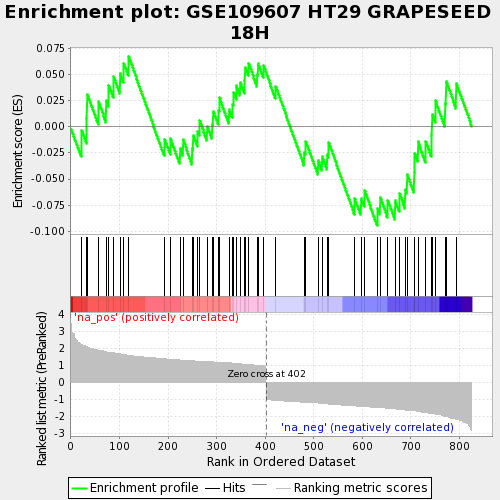 Enrichment plot: GSE109607 HT29 GRAPESEED
18H
Enrichment score (ES)
0.075
0.050
0.025
0.000
-0.025
-0.050
-0.075
-0.100
'na_pos' (positively correlated)
'na_neg' (negatively correlated)
Zero cross at 402
Ranked list metric (PreRanked)
4
3
2
1
0
-1
-2
-3
0 100 200 300 400 500 600 700 800
Rank in Ordered Dataset
Enrichment profile Hits Ranking metric scores